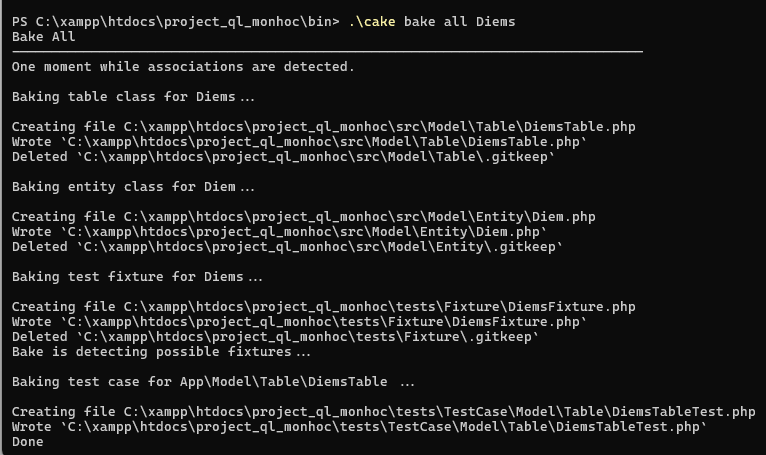 PS C:\xampp\htdocs\project_ql_monhoc\bin> .\cake bake all Diems
Bake All
One moment while associations are detected.
Baking table class for Diems...
Creating file C:\xampp\htdocs\project_ql_monhoc\src\Model\Table\DiemsTable.php
Wrote `C:\xampp\htdocs\project_ql_monhoc\src\Model\Table\DiemsTable.php`
Deleted `C:\xampp\htdocs\project_ql_monhoc\src\Model\Table\.gitkeep`
Baking entity class for Diem...
Creating file C:\xampp\htdocs\project_ql_monhoc\src\Model\Entity\Diem.php
Wrote `C:\xampp\htdocs\project_ql_monhoc\src\Model\Entity\Diem.php`
Deleted `C:\xampp\htdocs\project_ql_monhoc\src\Model\Entity\.gitkeep`
Baking test fixture for Diems...
Creating file C:\xampp\htdocs\project_ql_monhoc\tests\Fixture\DiemsFixture.php
Wrote `C:\xampp\htdocs\project_ql_monhoc\tests\Fixture\DiemsFixture.php`
Deleted `C:\xampp\htdocs\project_ql_monhoc\tests\Fixture\.gitkeep`
Bake is detecting possible fixtures...
Baking test case for App\Model\Table\DiemsTable ...
Creating file C:\xampp\htdocs\project_ql_monhoc\tests\TestCase\Model\Table\DiemsTableTest.php
Wrote `C:\xampp\htdocs\project_ql_monhoc\tests\TestCase\Model\Table\DiemsTableTest.php`
Done